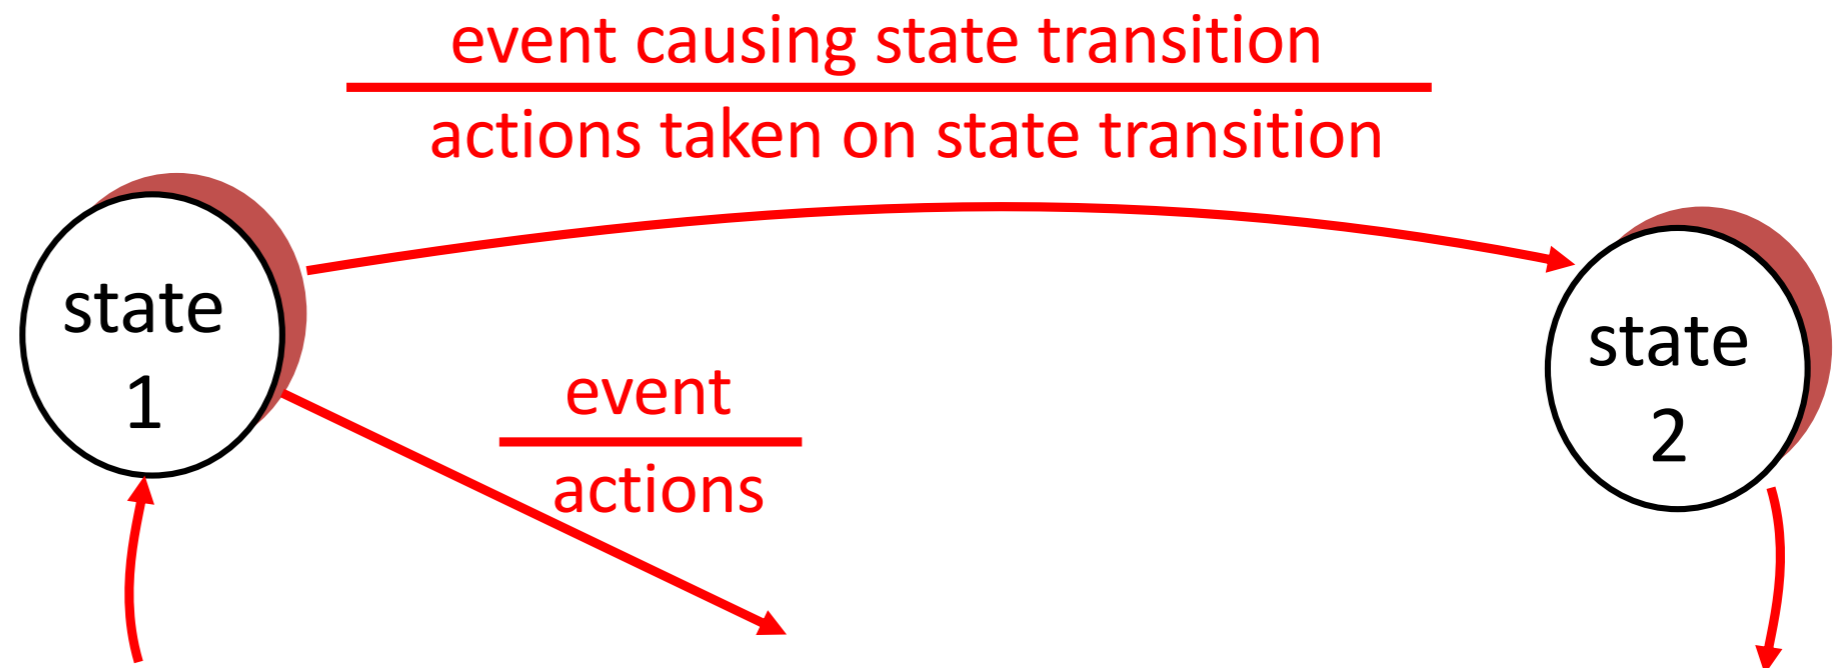 event causing state transition
actions taken on state transition
state
1
event
actions
state
2